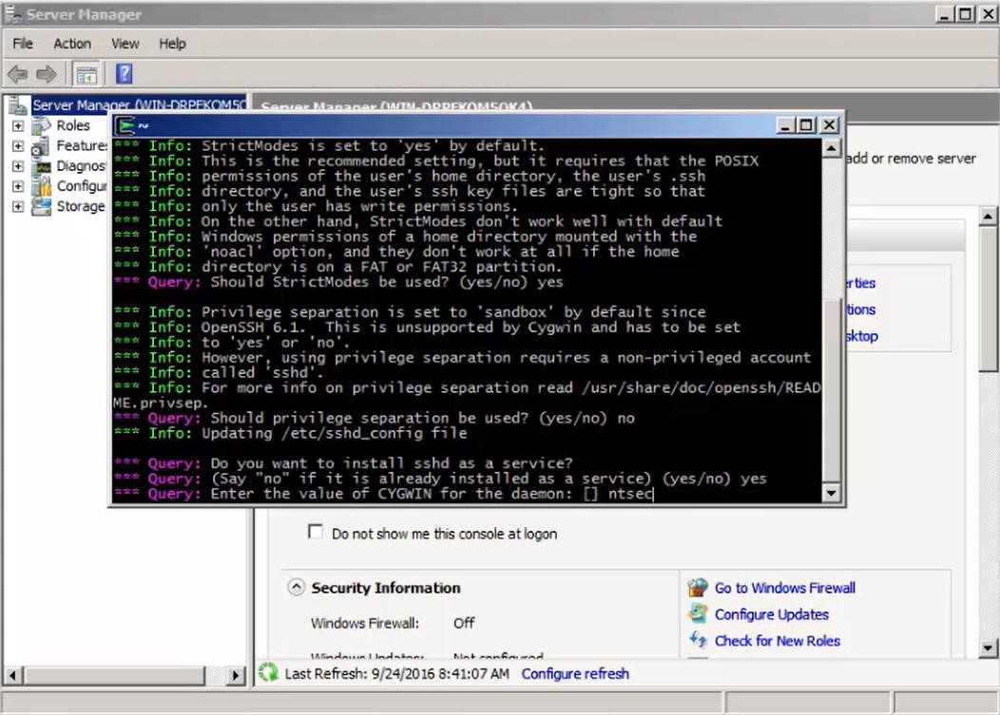 Server Manager
File Action View Help
Server Manager (WIN-DRPFKOM5O
Server Manager (WIN-DRPFKOM5OK4)
Roles
Features
Diagnos
Configur
Storage
add or remove server
~
*** Info: StrictModes is set to 'yes' by default.
*** Info: This is the recommended setting, but it requires that the POSIX
*** Info: permissions of the user's home directory, the user's .ssh
*** Info: directory, and the user's ssh key files are tight so that
*** Info: only the user has write permissions.
*** Info: On the other hand, StrictModes don't work well with default
*** Info: Windows permissions of a home directory mounted with the
*** Info: 'noacl' option, and they don't work at all if the home
*** Info: directory is on a FAT or FAT32 partition.
*** Query: Should StrictModes be used? (yes/no) yes
*** Info: Privilege separation is set to 'sandbox' by default since
*** Info: OpenSSH 6.1. This is unsupported by Cygwin and has to be set
*** Info: to 'yes' or 'no'.
*** Info: However, using privilege separation requires a non-privileged account
*** Info: called 'sshd'.
*** Info: For more info on privilege separation read /usr/share/doc/openssh/READ
ME.privsep.
*** Query: Should privilege separation be used? (yes/no) no
*** Info: Updating /etc/sshd_config file
*** Query: Do you want to install sshd as a service?
*** Query: (Say "no" if it is already installed as a service) (yes/no) yes
*** Query: Enter the value of CYGWIN for the daemon: [] ntsec
erties
tions
sktop
Do not show me this console at logon
Security Information
Windows Firewall: Off
Windows Updates: Not configured
Go to Windows Firewall
Configure Updates
Check for New Roles
Last Refresh: 9/24/2016 8:41:07 AM Configure refresh